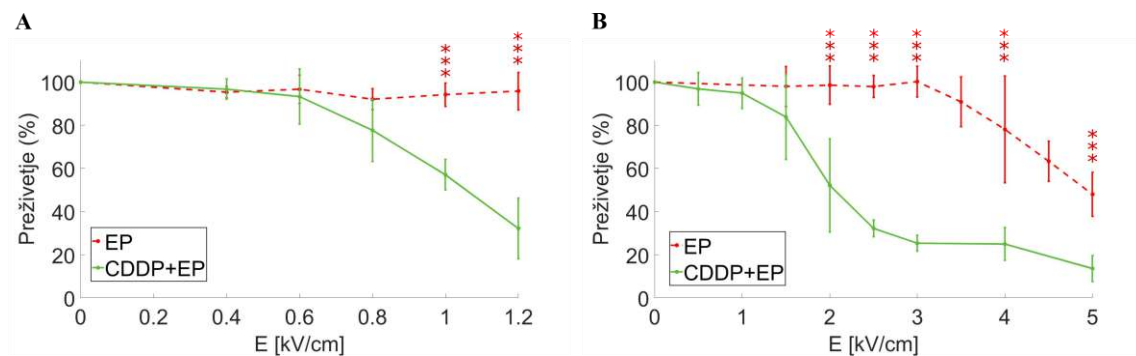 A
***
***
Preživetje (%)
100
80
60
40
20
0
EP
CDDP+EP
0 0.2 0.4 0.6 0.8 1 1.2
E [kV/cm]
B
***
***
***
***
***
Preživetje (%)
100
80
60
40
20
0
EP
CDDP+EP
0 1 2 3 4 5
E [kV/cm]